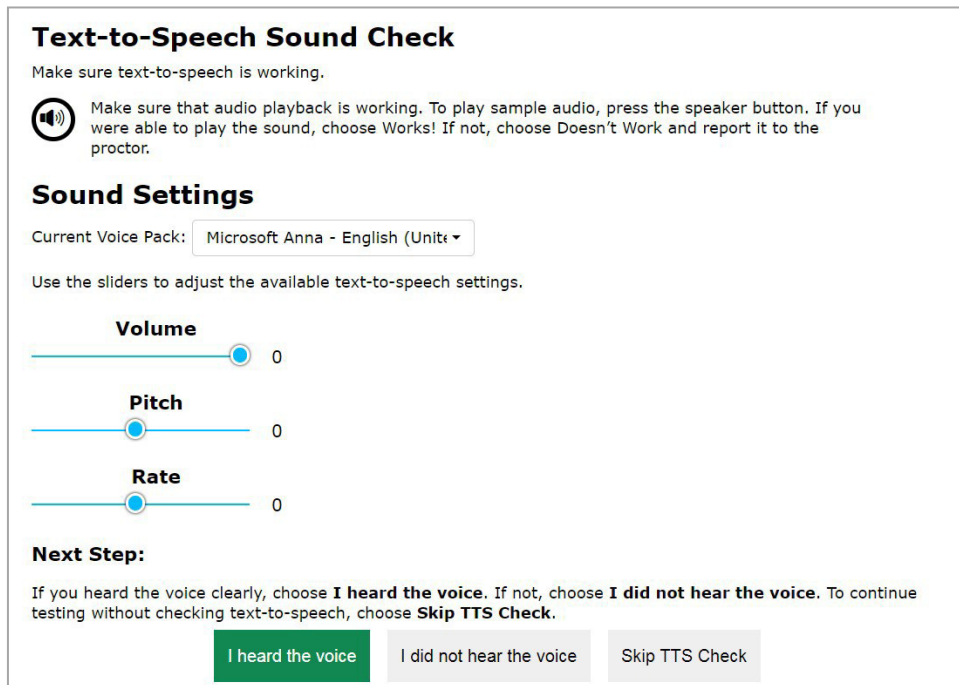 Text-to-Speech Sound Check
Make sure text-to-speech is working.
Make sure that audio playback is working. To play sample audio, press the speaker button. If you
were able to play the sound, choose Works! If not, choose Doesn’t Work and report it to the
proctor.
Sound Settings
Current Voice Pack: Microsoft Anna - English (Unite
Use the sliders to adjust the available text-to-speech settings.
Volume
0
Pitch
0
Rate
0
Next Step:
If you heard the voice clearly, choose I heard the voice. If not, choose I did not hear the voice. To continue
testing without checking text-to-speech, choose Skip TTS Check.
I heard the voice I did not hear the voice Skip TTS Check